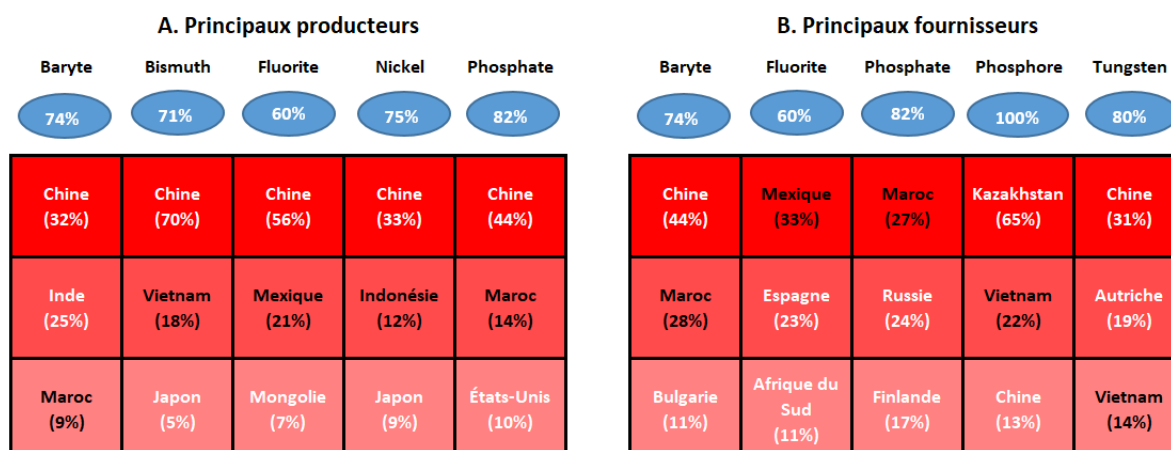 A. Principaux producteurs
Baryte Bismuth Fluorite Nickel Phosphate
74% 71% 60% 75% 82%
Chine Chine Chine Chine Chine
(32%) (70%) (56%) (33%) (44%)
Inde Vietnam Mexique Indonésie Maroc
(25%) (18%) (21%) (12%) (14%)
Maroc Japon Mongolie Japon États-Unis
(9%) (5%) (7%) (9%) (10%)
B. Principaux fournisseurs
Baryte Fluorite Phosphate Phosphore Tungsten
74% 60% 82% 100% 80%
Chine Mexique Maroc Kazakhstan Chine
(44%) (33%) (27%) (65%) (31%)
Maroc Espagne Russie Vietnam Autriche
(28%) (23%) (24%) (22%) (19%)
Bulgarie Afrique du Sud Finlande Chine Vietnam
(11%) (11%) (17%) (13%) (14%)